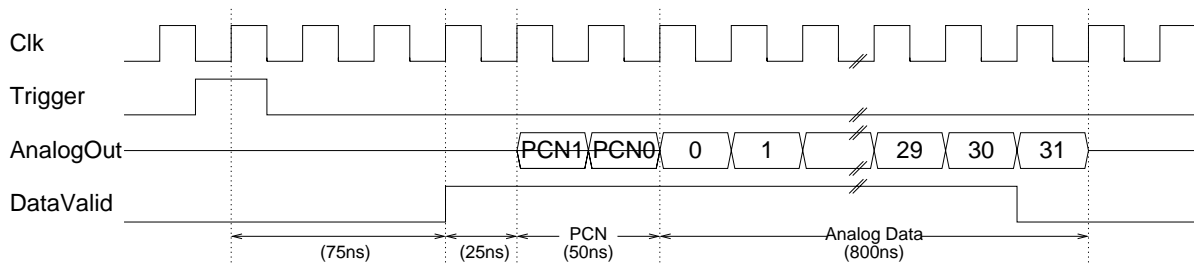 Clk
Trigger
AnalogOut PCN1 PCN0 0 1 29 30 31
DataValid
PCN Analog Data
(75ns) (25ns) (50ns) (800ns)